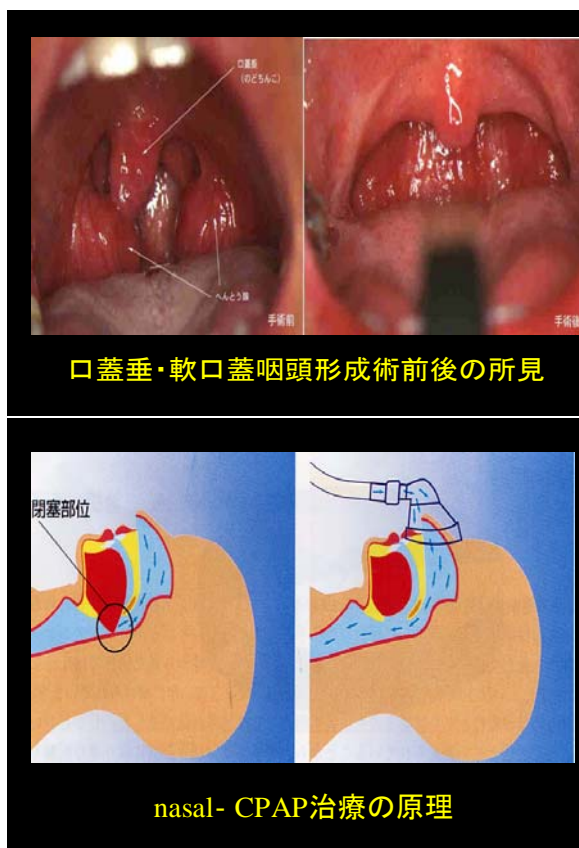 口蓋垂
(のどちんこ)
へんとう腺
手術前
手術後
口蓋垂・軟口蓋咽頭形成術前後の所見
閉塞部位
nasal- CPAP治療の原理